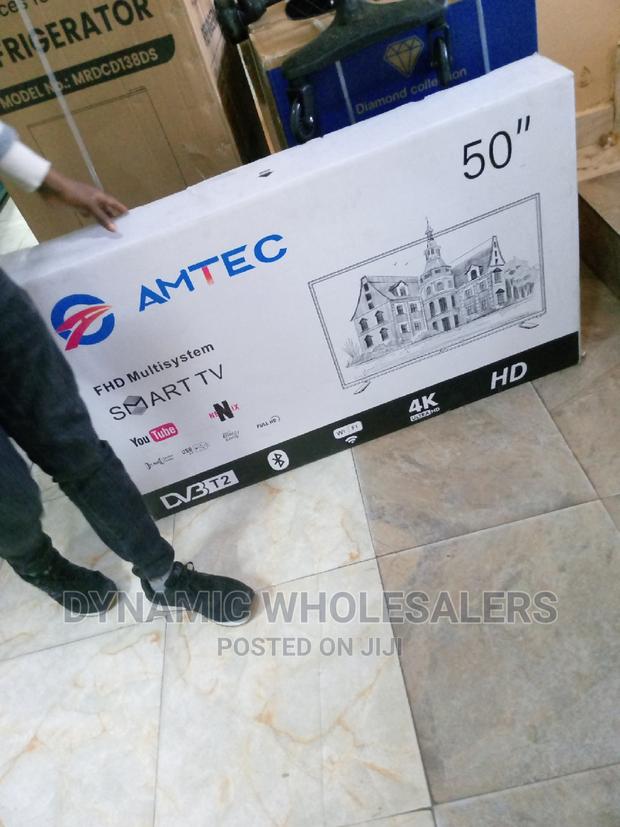 FRIGERATOR
MODEL No.: MRDCD138DS
Diamond collection
50"
AMTEC
FHD Multisystem
SMART TV
YouTube
FULL HD
Wi Fi
4K
ULTRA HD
HD
DVB T2
DYNAMIC WHOLESALERS
POSTED ON JIJI